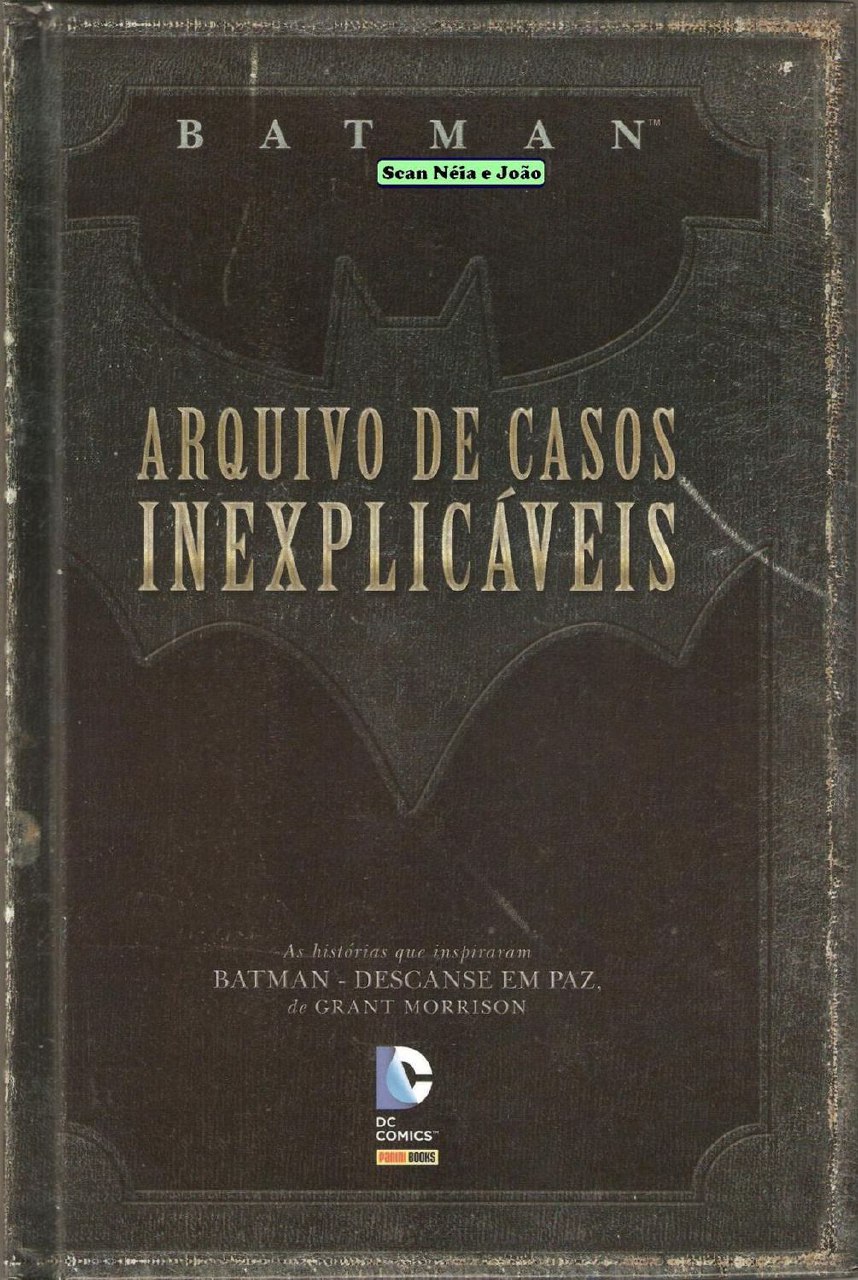 BATMAN™
Scan Néia e João
ARQUIVO DE CASOS
INEXPLICÁVEIS
As histórias que inspiraram
BATMAN - DESCANSE EM PAZ,
de GRANT MORRISON
DC
COMICS™
PANINI BOOKS